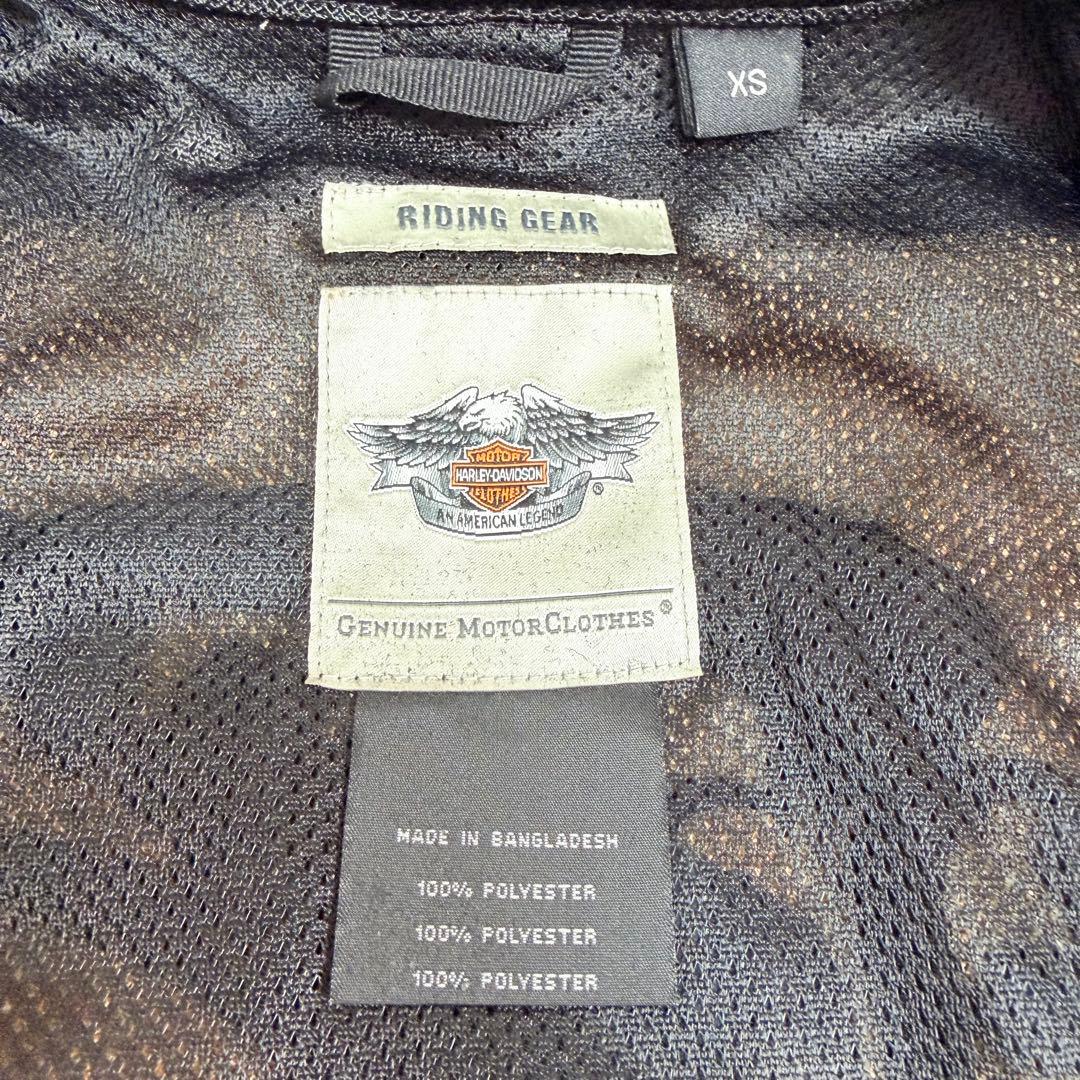 XS
RIDING GEAR
MOTOR
HARLEY-DAVIDSON
CLOTHES
®
AN AMERICAN LEGEND
GENUINE MOTORCLOTHES®
MADE IN BANGLADESH
100% POLYESTER
100% POLYESTER
100% POLYESTER